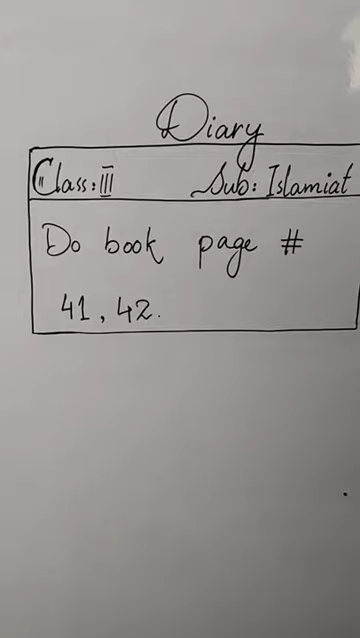 Diary
Class: III Sub: Islamiat
Do book page #
41, 42.